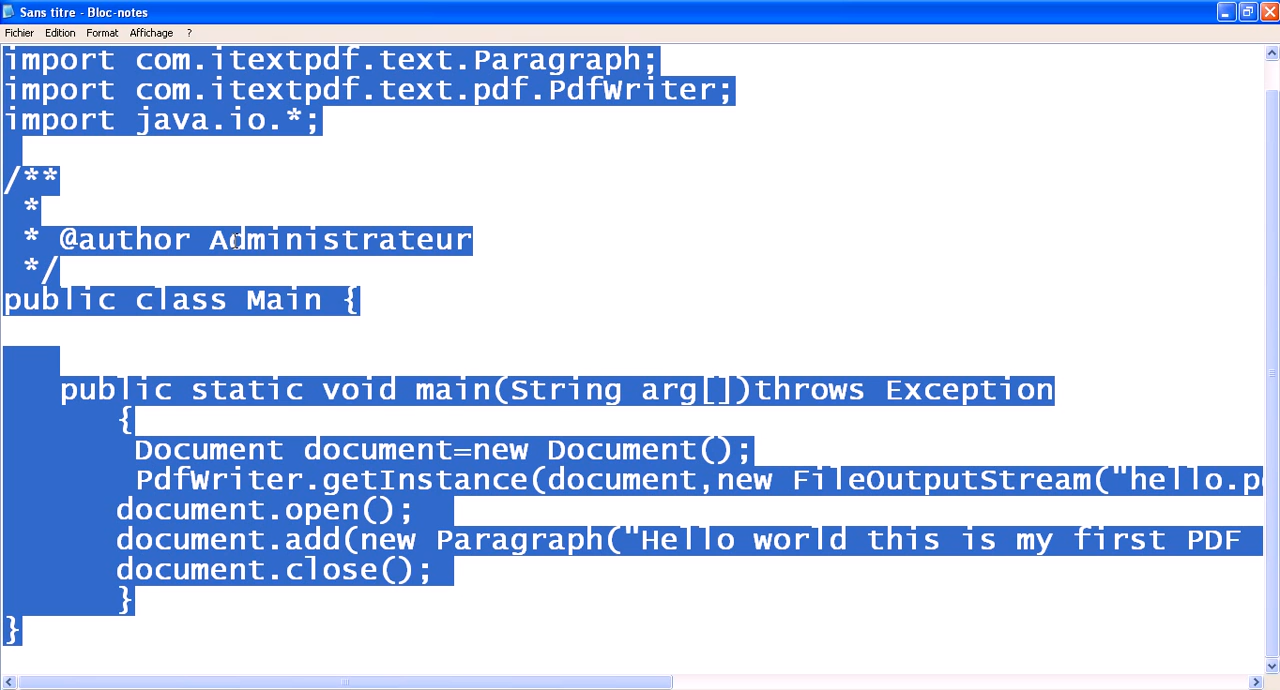 Sans titre - Bloc-notes
Fichier Edition Format Affichage ?
import com.itextpdf.text.Paragraph;
import com.itextpdf.text.pdf.PdfWriter;
import java.io.*;
/**
*
* @author Administrateur
*/
public class Main {
public static void main(String arg[])throws Exception
{
Document document=new Document();
PdfWriter.getInstance(document,new FileOutputStream("hello.pd
document.open();
document.add(new Paragraph("Hello world this is my first PDF
document.close();
}
}